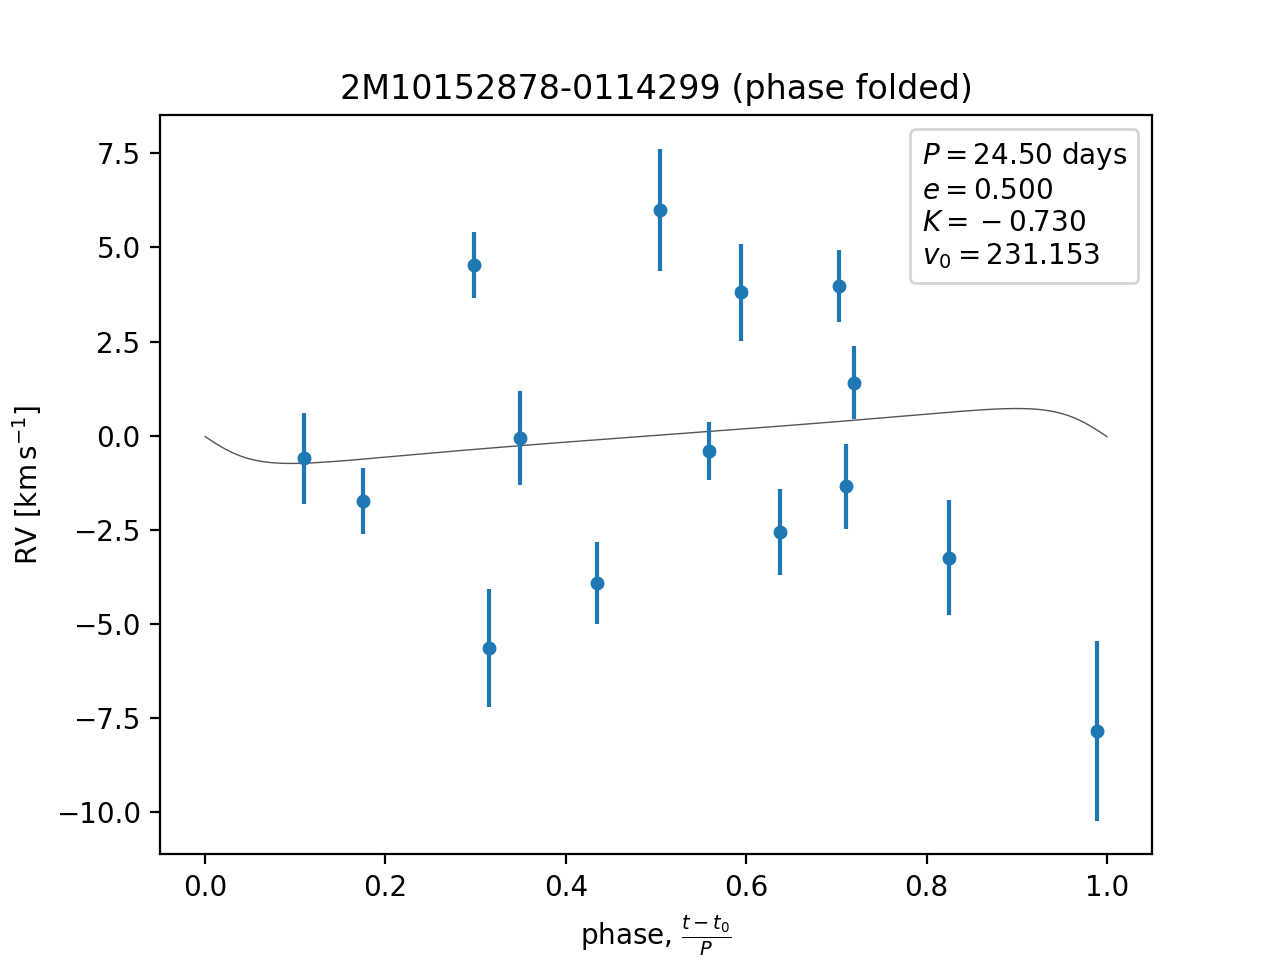 2M10152878-0114299 (phase folded)
P = 24.50 days
e = 0.500
K = −0.730
v₀ = 231.153
7.5
5.0
2.5
0.0
−2.5
−5.0
−7.5
−10.0
RV [km s⁻¹]
0.0 0.2 0.4 0.6 0.8 1.0
phase, (t − t₀)/P